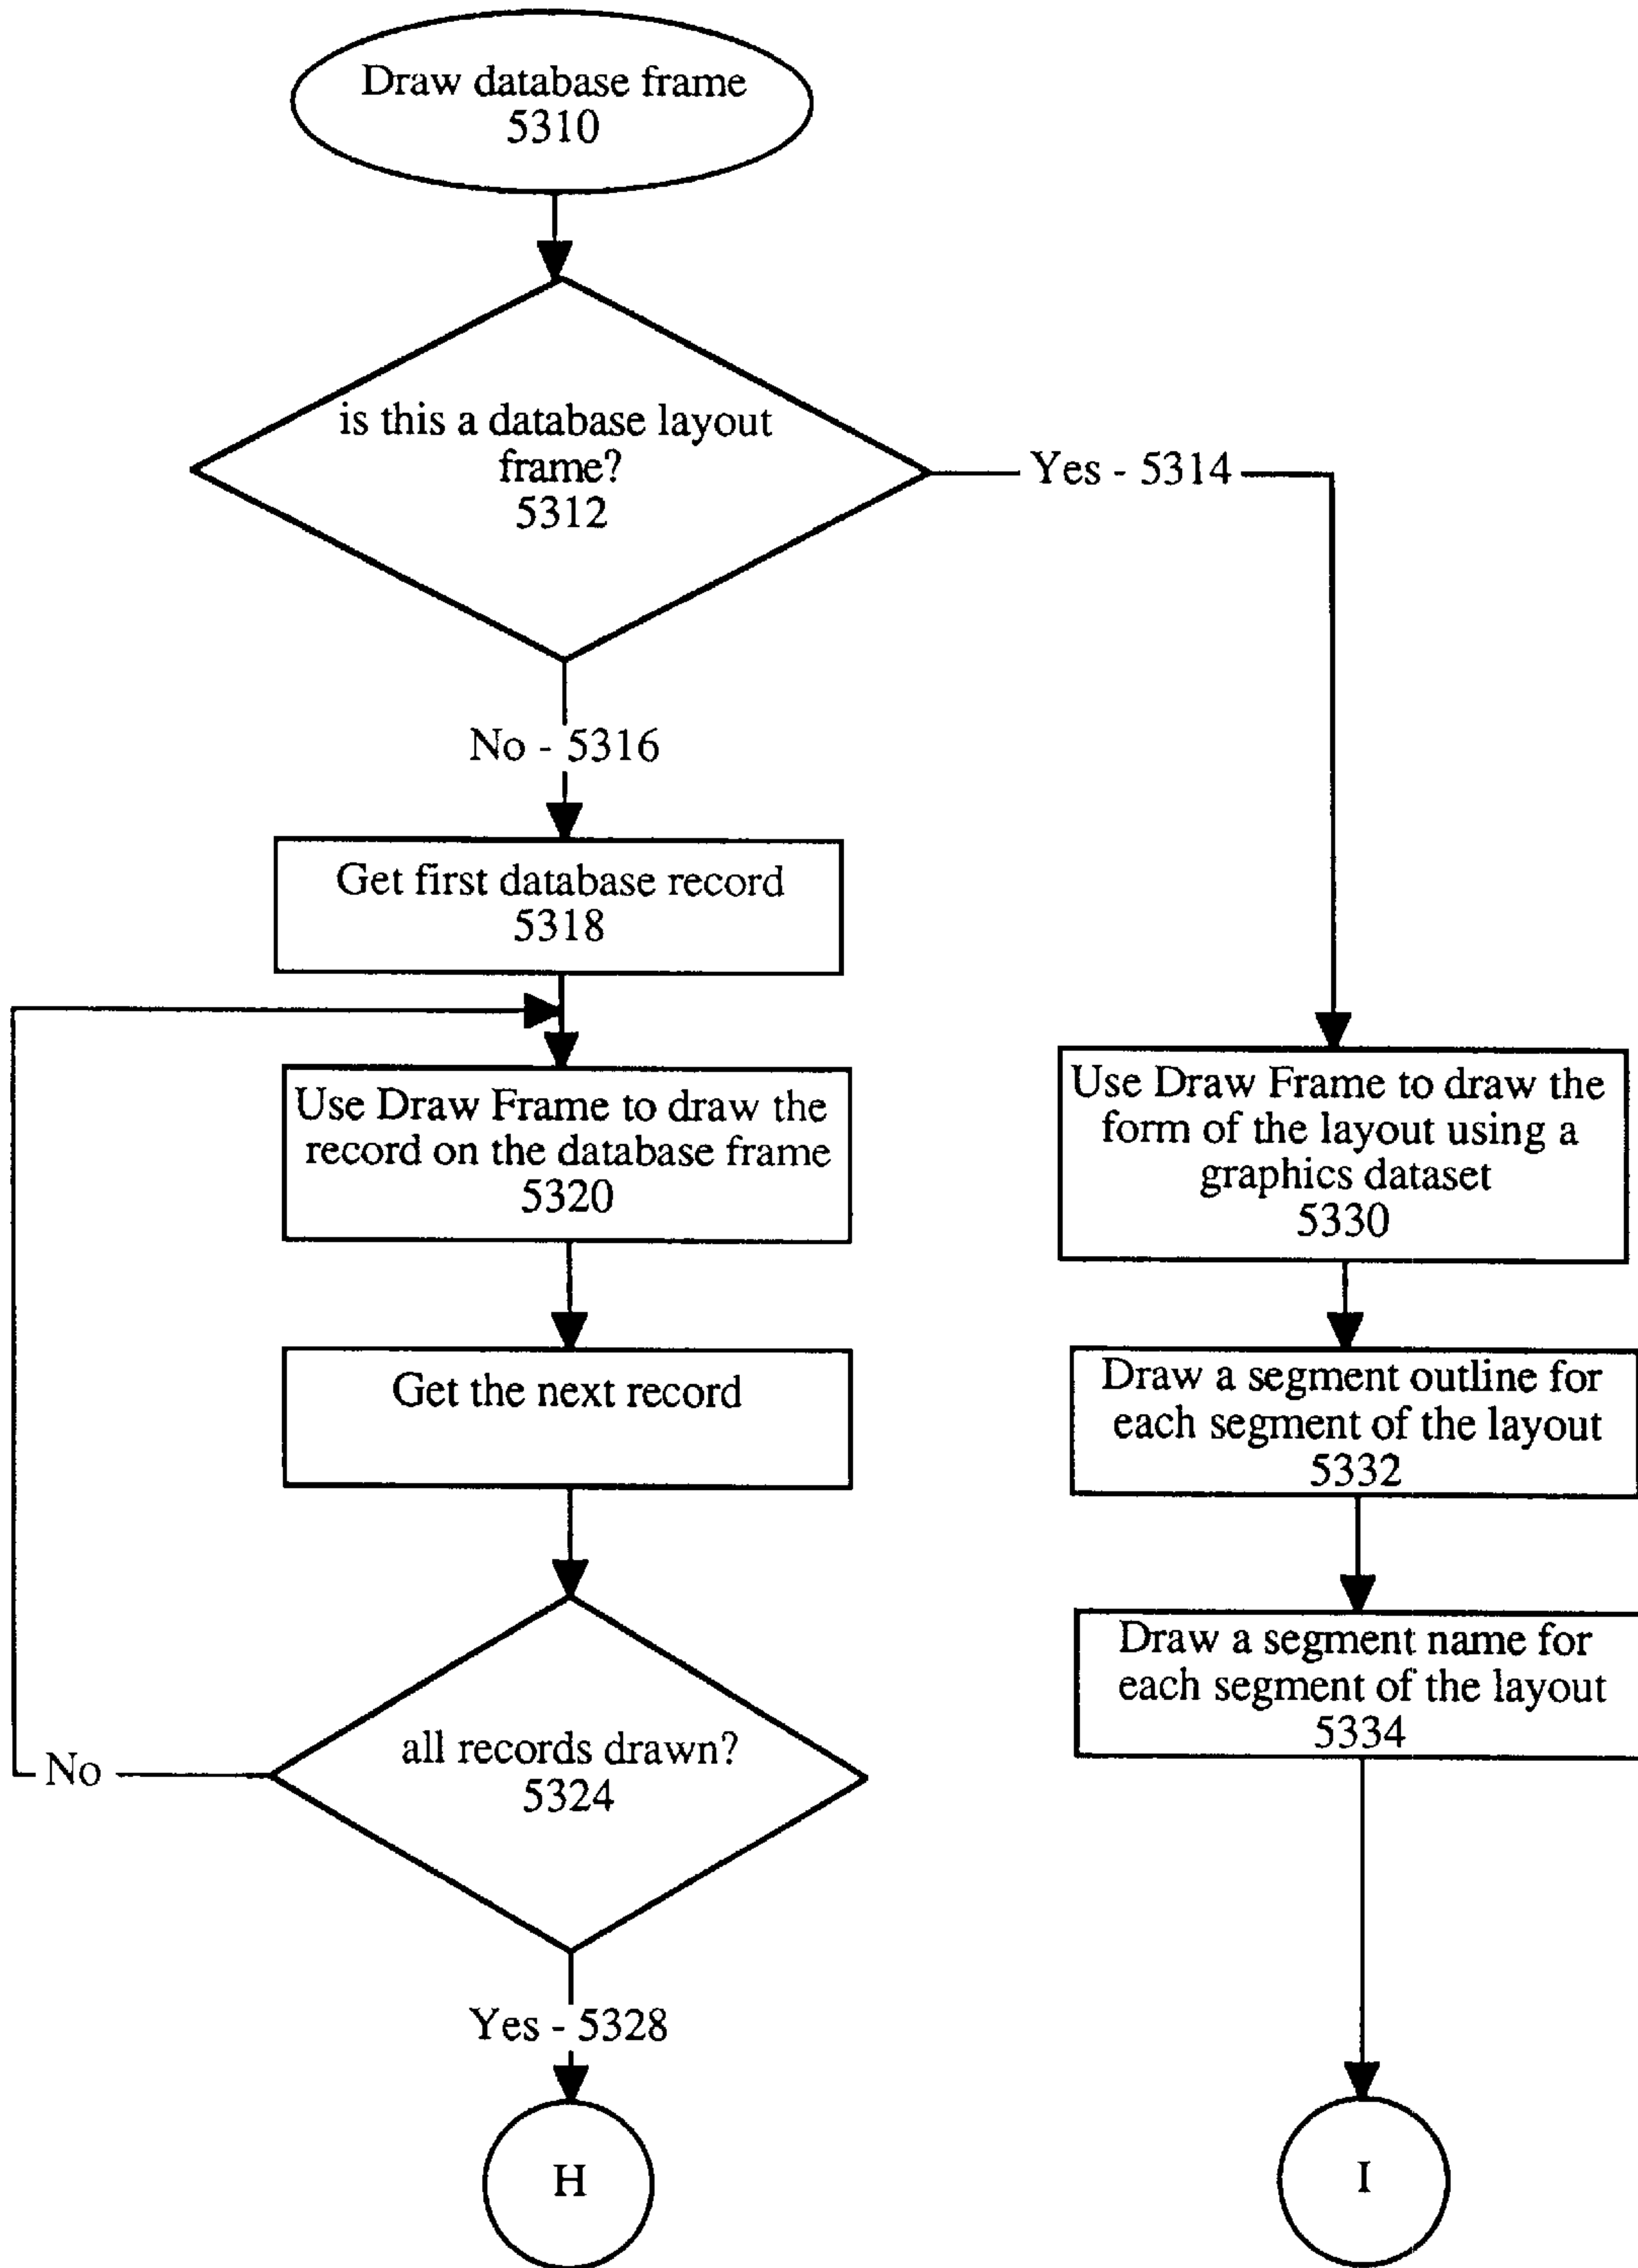 Draw database frame
5310
is this a database layout
frame?
5312
Yes - 5314
No - 5316
Get first database record
5318
Use Draw Frame to draw the
record on the database frame
5320
Get the next record
all records drawn?
5324
No
Yes - 5328
H
Use Draw Frame to draw the
form of the layout using a
graphics dataset
5330
Draw a segment outline for
each segment of the layout
5332
Draw a segment name for
each segment of the layout
5334
I